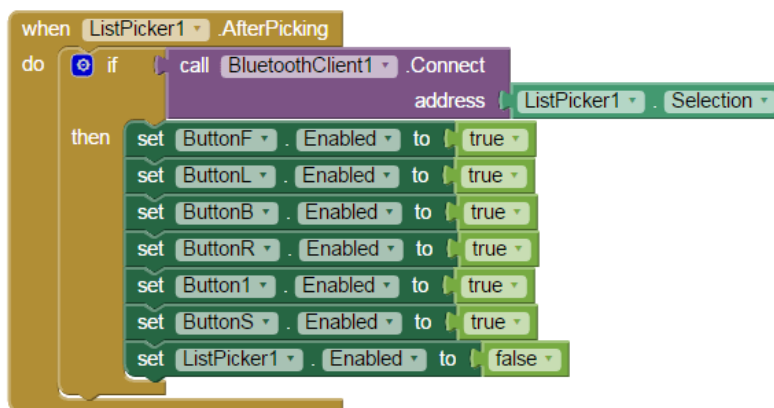 when ListPicker1 .AfterPicking
do if call BluetoothClient1 .Connect
address ListPicker1 . Selection
then set ButtonF . Enabled to true
set ButtonL . Enabled to true
set ButtonB . Enabled to true
set ButtonR . Enabled to true
set Button1 . Enabled to true
set ButtonS . Enabled to true
set ListPicker1 . Enabled to false